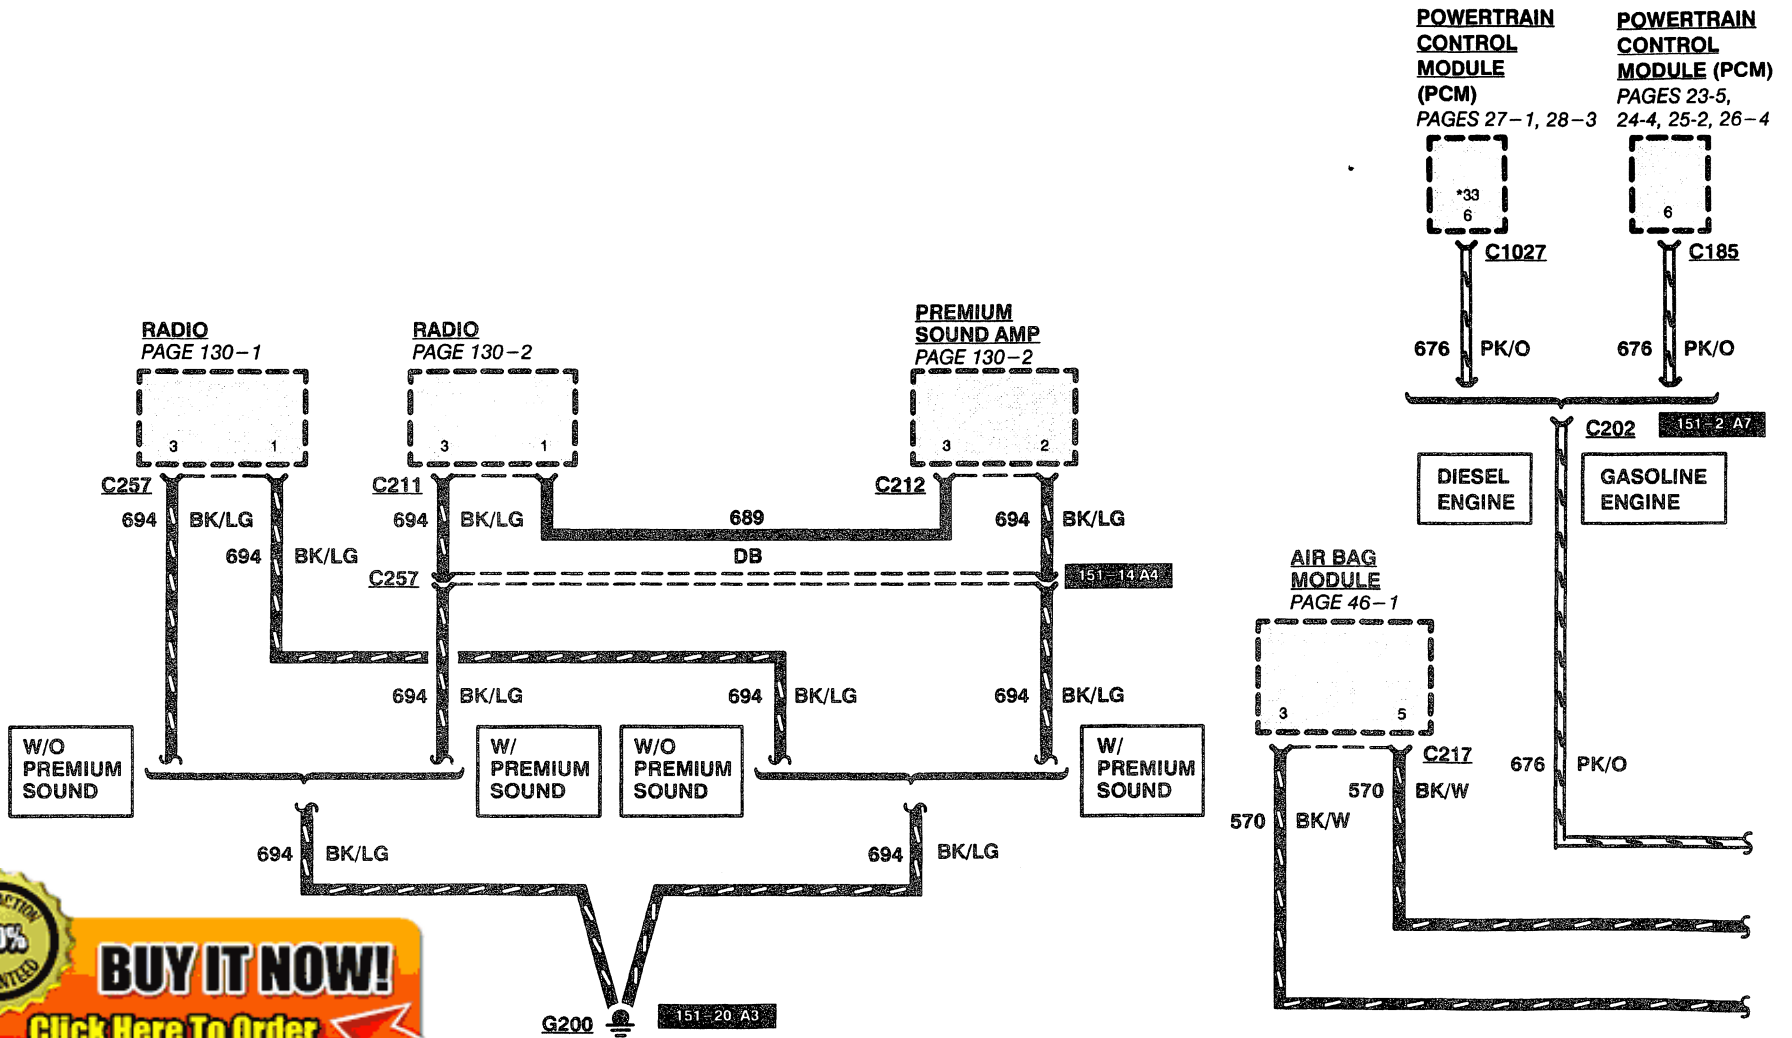 POWERTRAIN
CONTROL
MODULE
(PCM)
PAGES 27-1, 28-3
POWERTRAIN
CONTROL
MODULE (PCM)
PAGES 23-5,
24-4, 25-2, 26-4
*33
6
6
C1027
C185
676 PK/O
676 PK/O
C202
151-2 A7
DIESEL
ENGINE
GASOLINE
ENGINE
676 PK/O
RADIO
PAGE 130-1
RADIO
PAGE 130-2
PREMIUM
SOUND AMP
PAGE 130-2
3 1
3 1
3 2
C257
C211
C212
694 BK/LG
694 BK/LG
694 BK/LG
689
DB
694 BK/LG
C257
151-14 A4
694 BK/LG
694 BK/LG
694 BK/LG
W/O
PREMIUM
SOUND
W/
PREMIUM
SOUND
W/O
PREMIUM
SOUND
W/
PREMIUM
SOUND
694 BK/LG
694 BK/LG
G200
151-20 A3
AIR BAG
MODULE
PAGE 46-1
3 5
C217
570 BK/W
570 BK/W
BUY IT NOW!
Click Here To Order